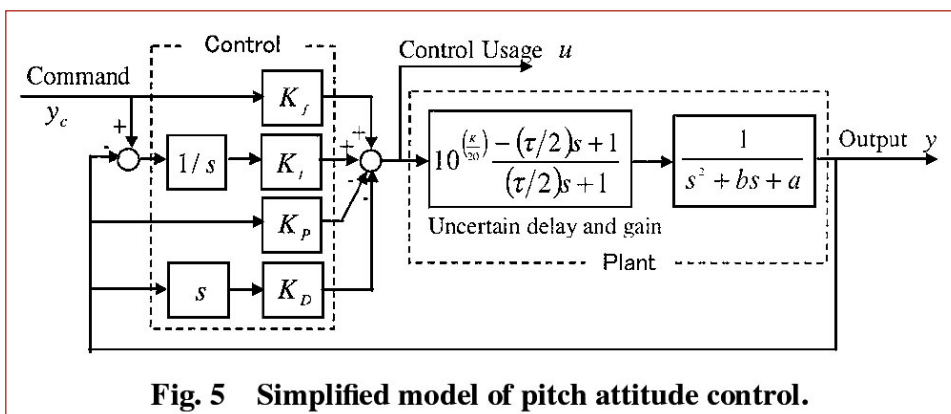 Control
Control Usage u
Command
y_c
K_f
+
-
+
+
1/s
K_I
-
-
10^(K/20) -(τ/2)s+1 / (τ/2)s+1
1 / s² + bs + a
Output y
K_P
Uncertain delay and gain
Plant
s
K_D
Fig. 5 Simplified model of pitch attitude control.